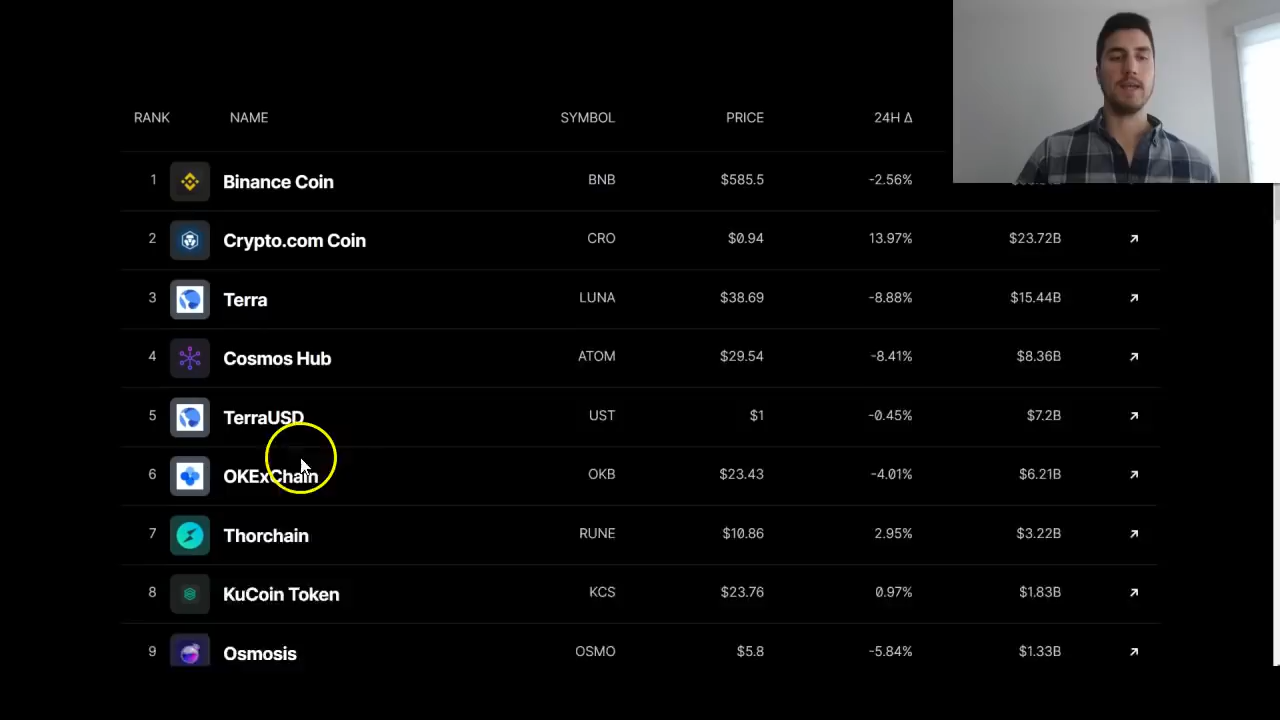 RANK NAME SYMBOL PRICE 24H Δ
1 Binance Coin BNB $585.5 -2.56%
2 Crypto.com Coin CRO $0.94 13.97% $23.72B
3 Terra LUNA $38.69 -8.88% $15.44B
4 Cosmos Hub ATOM $29.54 -8.41% $8.36B
5 TerraUSD UST $1 -0.45% $7.2B
6 OKExChain OKB $23.43 -4.01% $6.21B
7 Thorchain RUNE $10.86 2.95% $3.22B
8 KuCoin Token KCS $23.76 0.97% $1.83B
9 Osmosis OSMO $5.8 -5.84% $1.33B